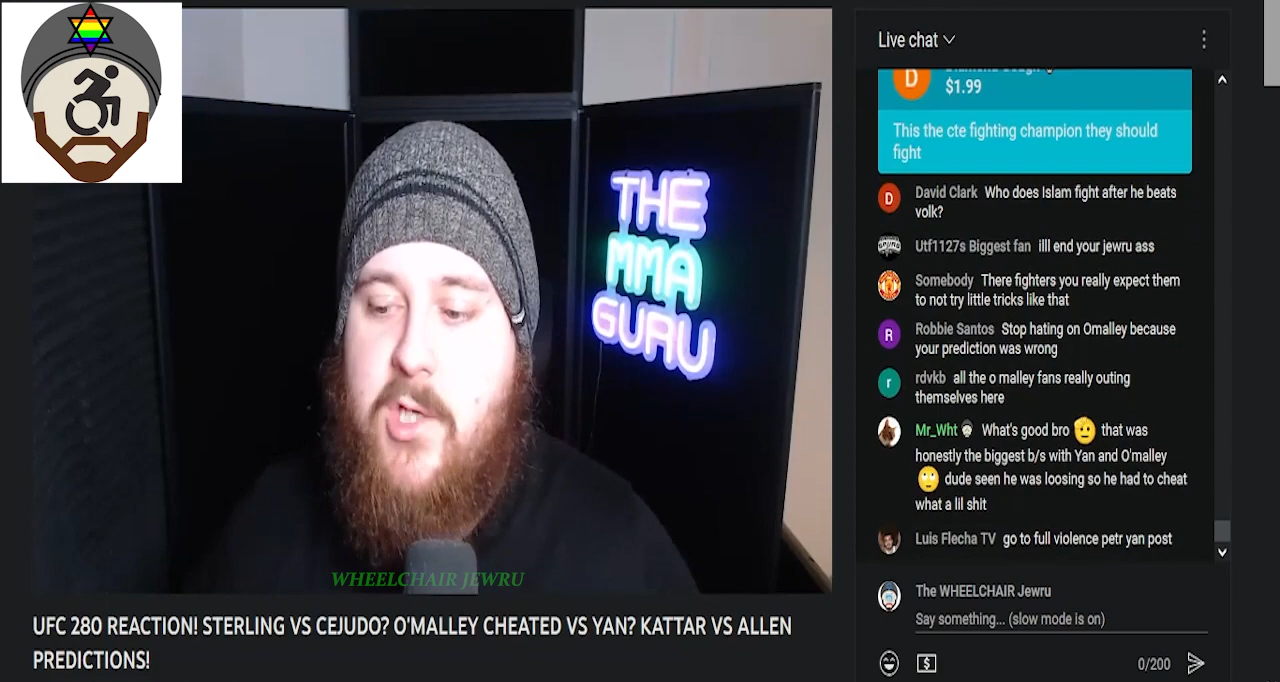 THE
MMA
GURU
WHEELCHAIR JEWRU
UFC 280 REACTION! STERLING VS CEJUDO? O'MALLEY CHEATED VS YAN? KATTAR VS ALLEN
PREDICTIONS!
Live chat
D
$1.99
This the cte fighting champion they should
fight
D
David Clark Who does Islam fight after he beats
volk?
Utf1127s Biggest fan illl end your jewru ass
Somebody There fighters you really expect them
to not try little tricks like that
R
Robbie Santos Stop hating on Omalley because
your prediction was wrong
r
rdvkb all the o malley fans really outing
themselves here
Mr_Wht What's good bro 🫡 that was
honestly the biggest b/s with Yan and O'malley
🙄 dude seen he was loosing so he had to cheat
what a lil shit
Luis Flecha TV go to full violence petr yan post
The WHEELCHAIR Jewru
Say something... (slow mode is on)
$
0/200